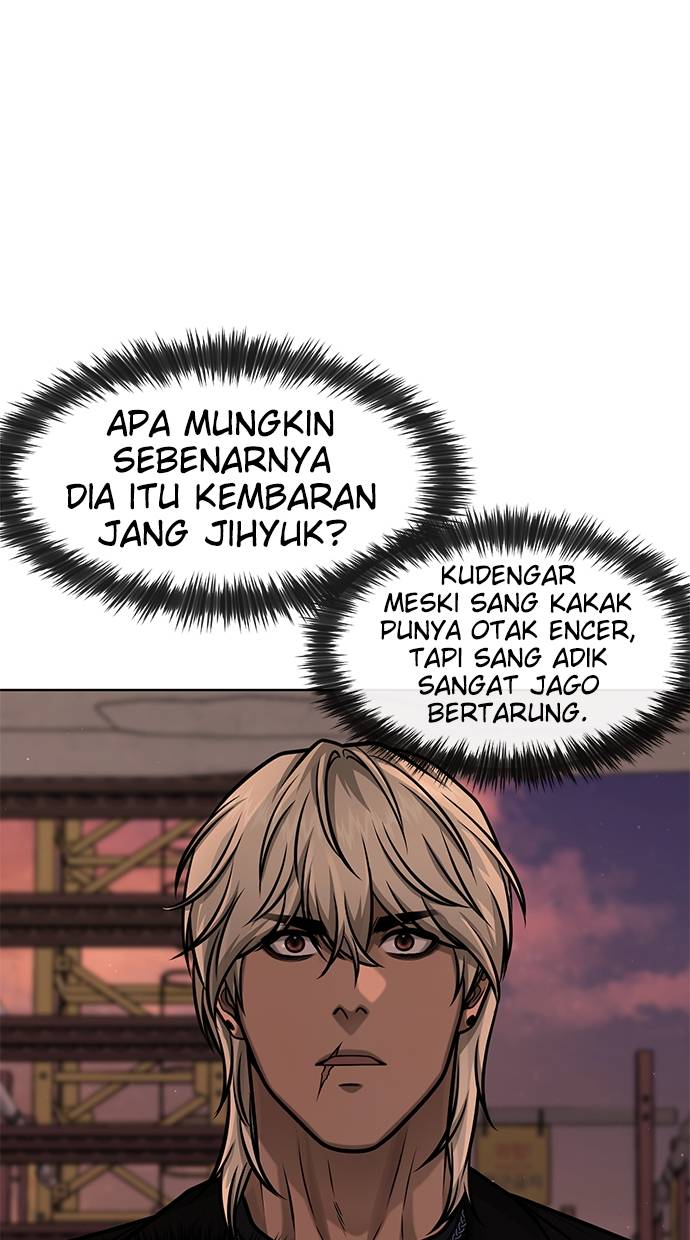 APA MUNGKIN
SEBENARNYA
DIA ITU KEMBARAN
JANG JIHYUK?
KUDENGAR
MESKI SANG KAKAK
PUNYA OTAK ENCER,
TAPI SANG ADIK
SANGAT JAGO
BERTARUNG.